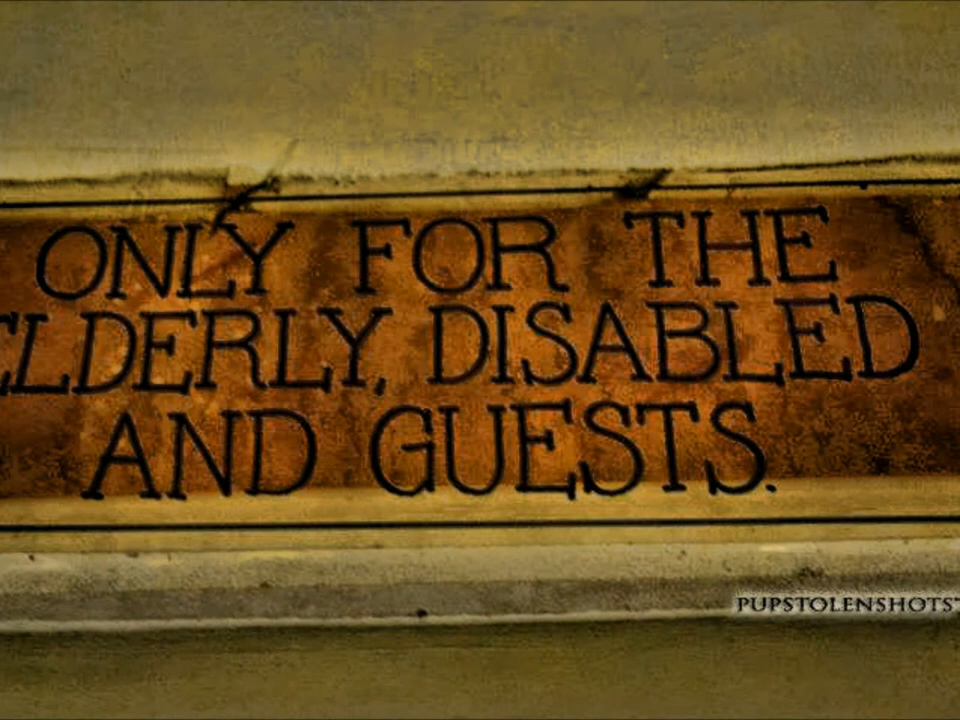 ONLY FOR THE
ELDERLY, DISABLED
AND GUESTS.
PUPSTOLENSHOTS